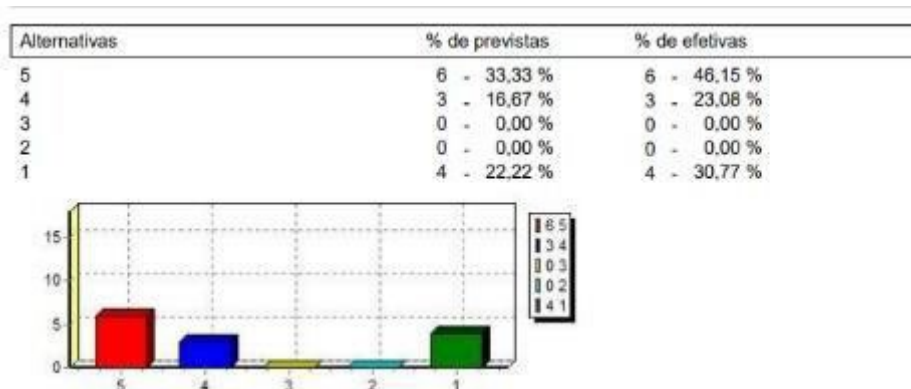 Alternativas % de previstas % de efetivas
5 6 - 33,33 % 6 - 46,15 %
4 3 - 16,67 % 3 - 23,08 %
3 0 - 0,00 % 0 - 0,00 %
2 0 - 0,00 % 0 - 0,00 %
1 4 - 22,22 % 4 - 30,77 %
15
10
5
0
5 4 3 2 1
6 5
3 4
0 3
0 2
4 1